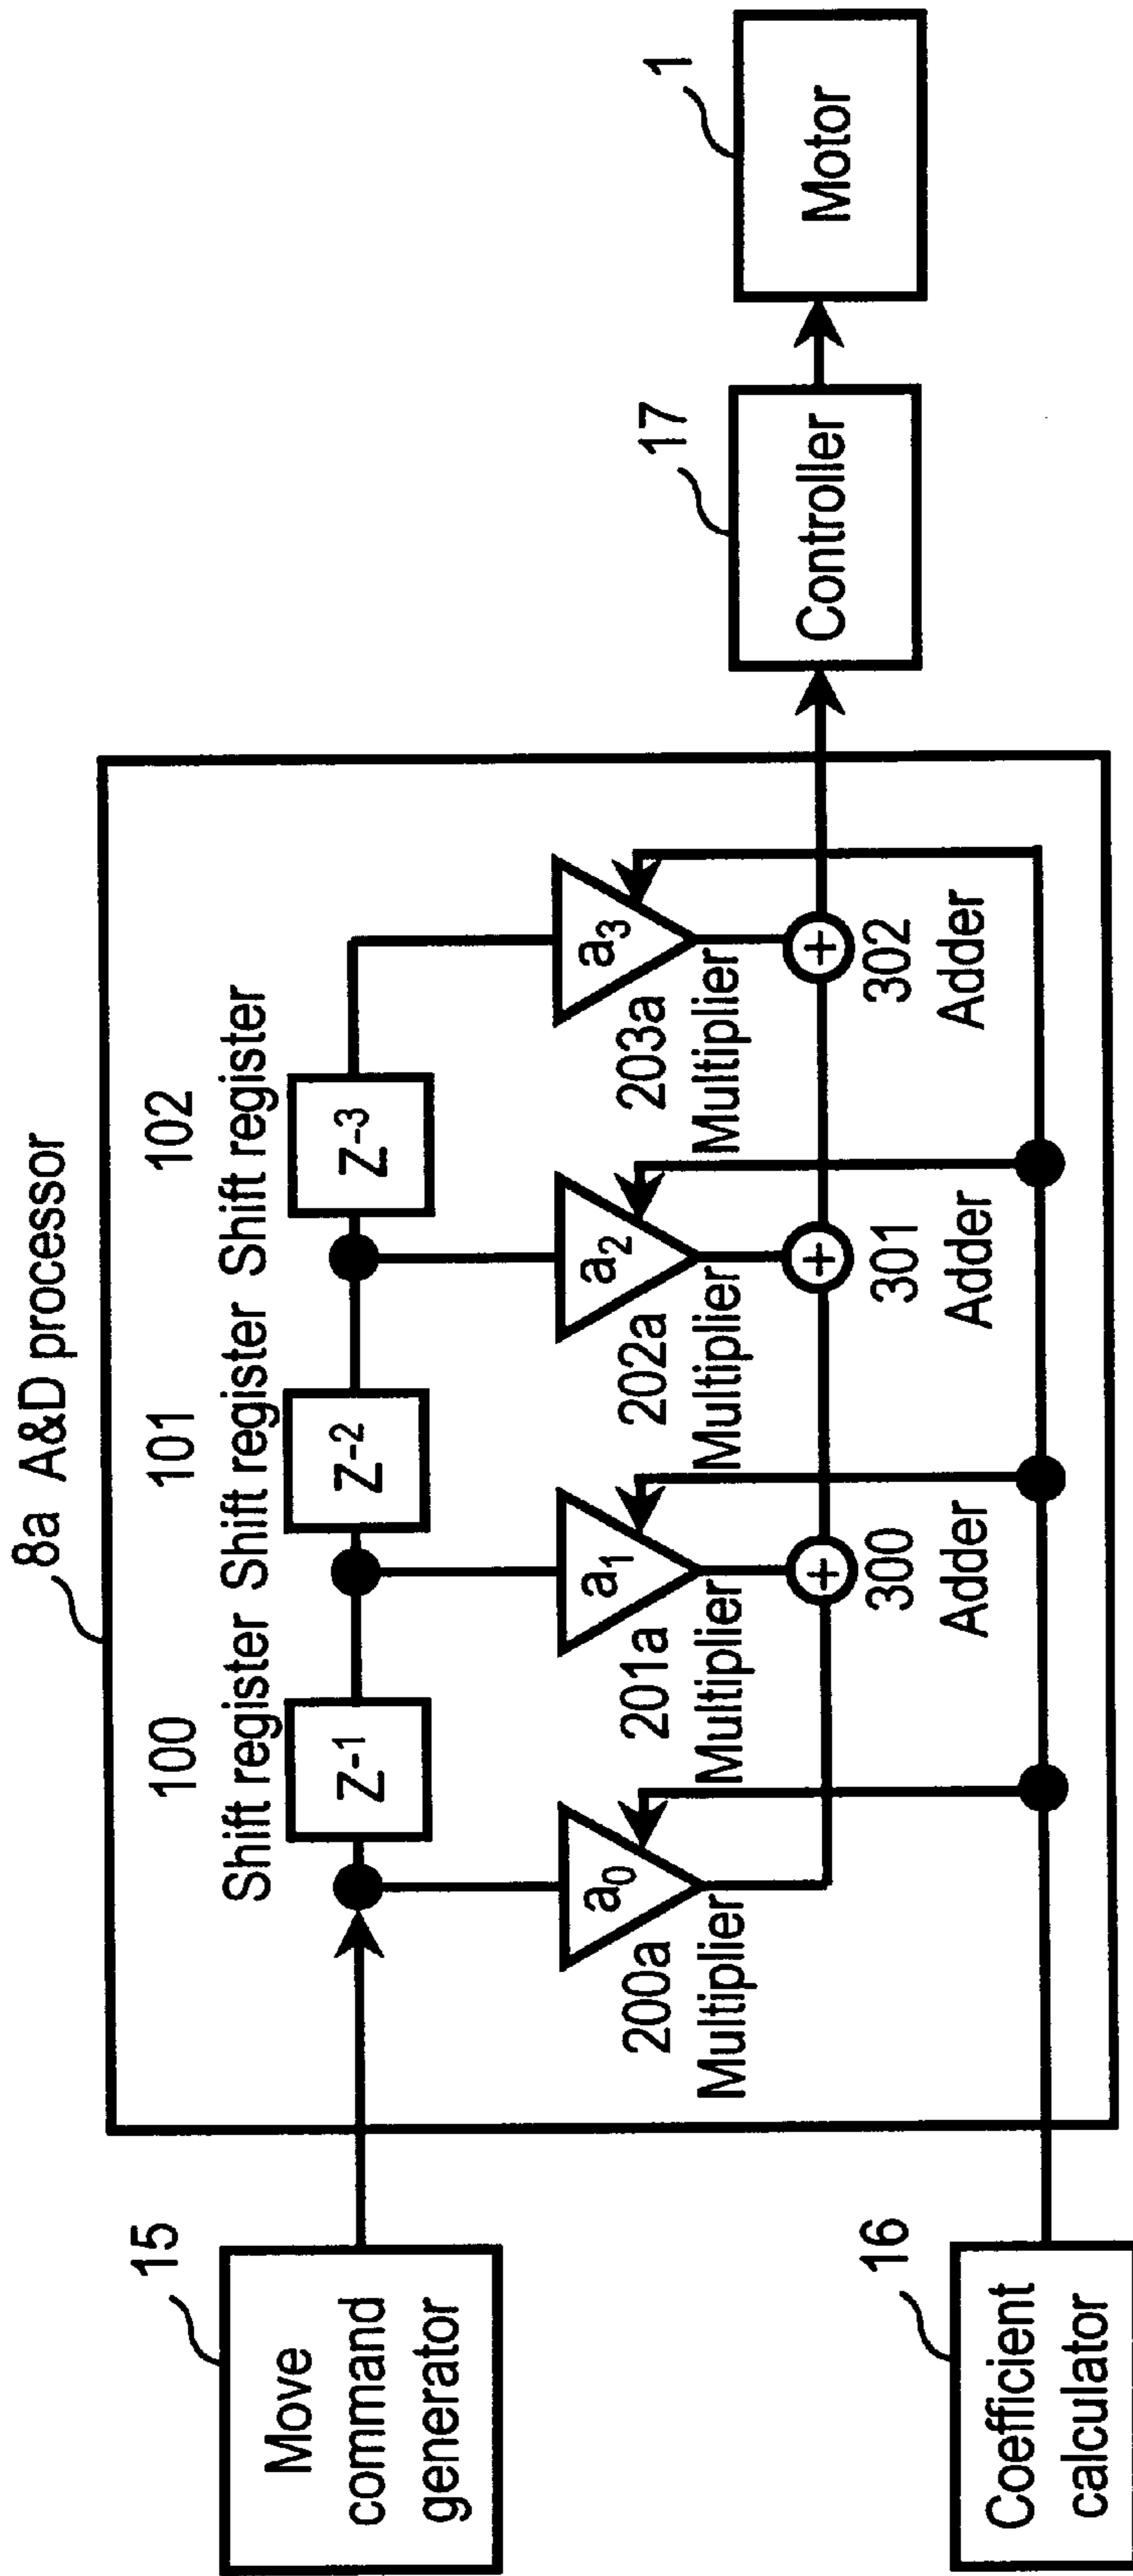 8a A&D processor
15
Move
command
generator
100
Shift register
Z-1
101
Shift register
Z-2
102
Shift register
Z-3
a0
200a
Multiplier
a1
201a
Multiplier
a2
202a
Multiplier
a3
203a
Multiplier
+
300
Adder
+
301
Adder
+
302
Adder
17
Controller
1
Motor
16
Coefficient
calculator